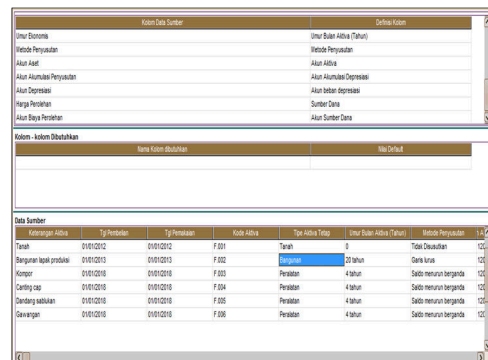 Kolom Data Sumber Definisi Kolom
Umur Ekonomis Umur Bulan Aktiva (Tahun)
Metode Penyusutan Metode Penyusutan
Akun Aset Akun Aktiva
Akun Akumulasi Penyusutan Akun Akumulasi Depresiasi
Akun Depresiasi Akun beban depresiasi
Harga Perolehan Sumber Dana
Akun Biaya Perolehan Akun Sumber Dana
Kolom - kolom Dibutuhkan
Nama Kolom dibutuhkan Nilai Default
Data Sumber
Keterangan Aktiva Tgl Pembelian Tgl Pemakaian Kode Aktiva Tipe Aktiva Tetap Umur Bulan Aktiva (Tahun) Metode Penyusutan
Tanah 01/01/2012 01/01/2012 F.001 Tanah 0 Tidak Disusutkan 120
Bangunan lapak produksi 01/01/2013 01/01/2013 F.002 Bangunan 20 tahun Garis lurus 120
Kompor 01/01/2018 01/01/2018 F.003 Peralatan 4 tahun Saldo menurun berganda 120
Canting cap 01/01/2018 01/01/2018 F.004 Peralatan 4 tahun Saldo menurun berganda 120
Dandang sablukan 01/01/2018 01/01/2018 F.005 Peralatan 4 tahun Saldo menurun berganda 120
Gawangan 01/01/2018 01/01/2018 F.006 Peralatan 4 tahun Saldo menurun berganda 120